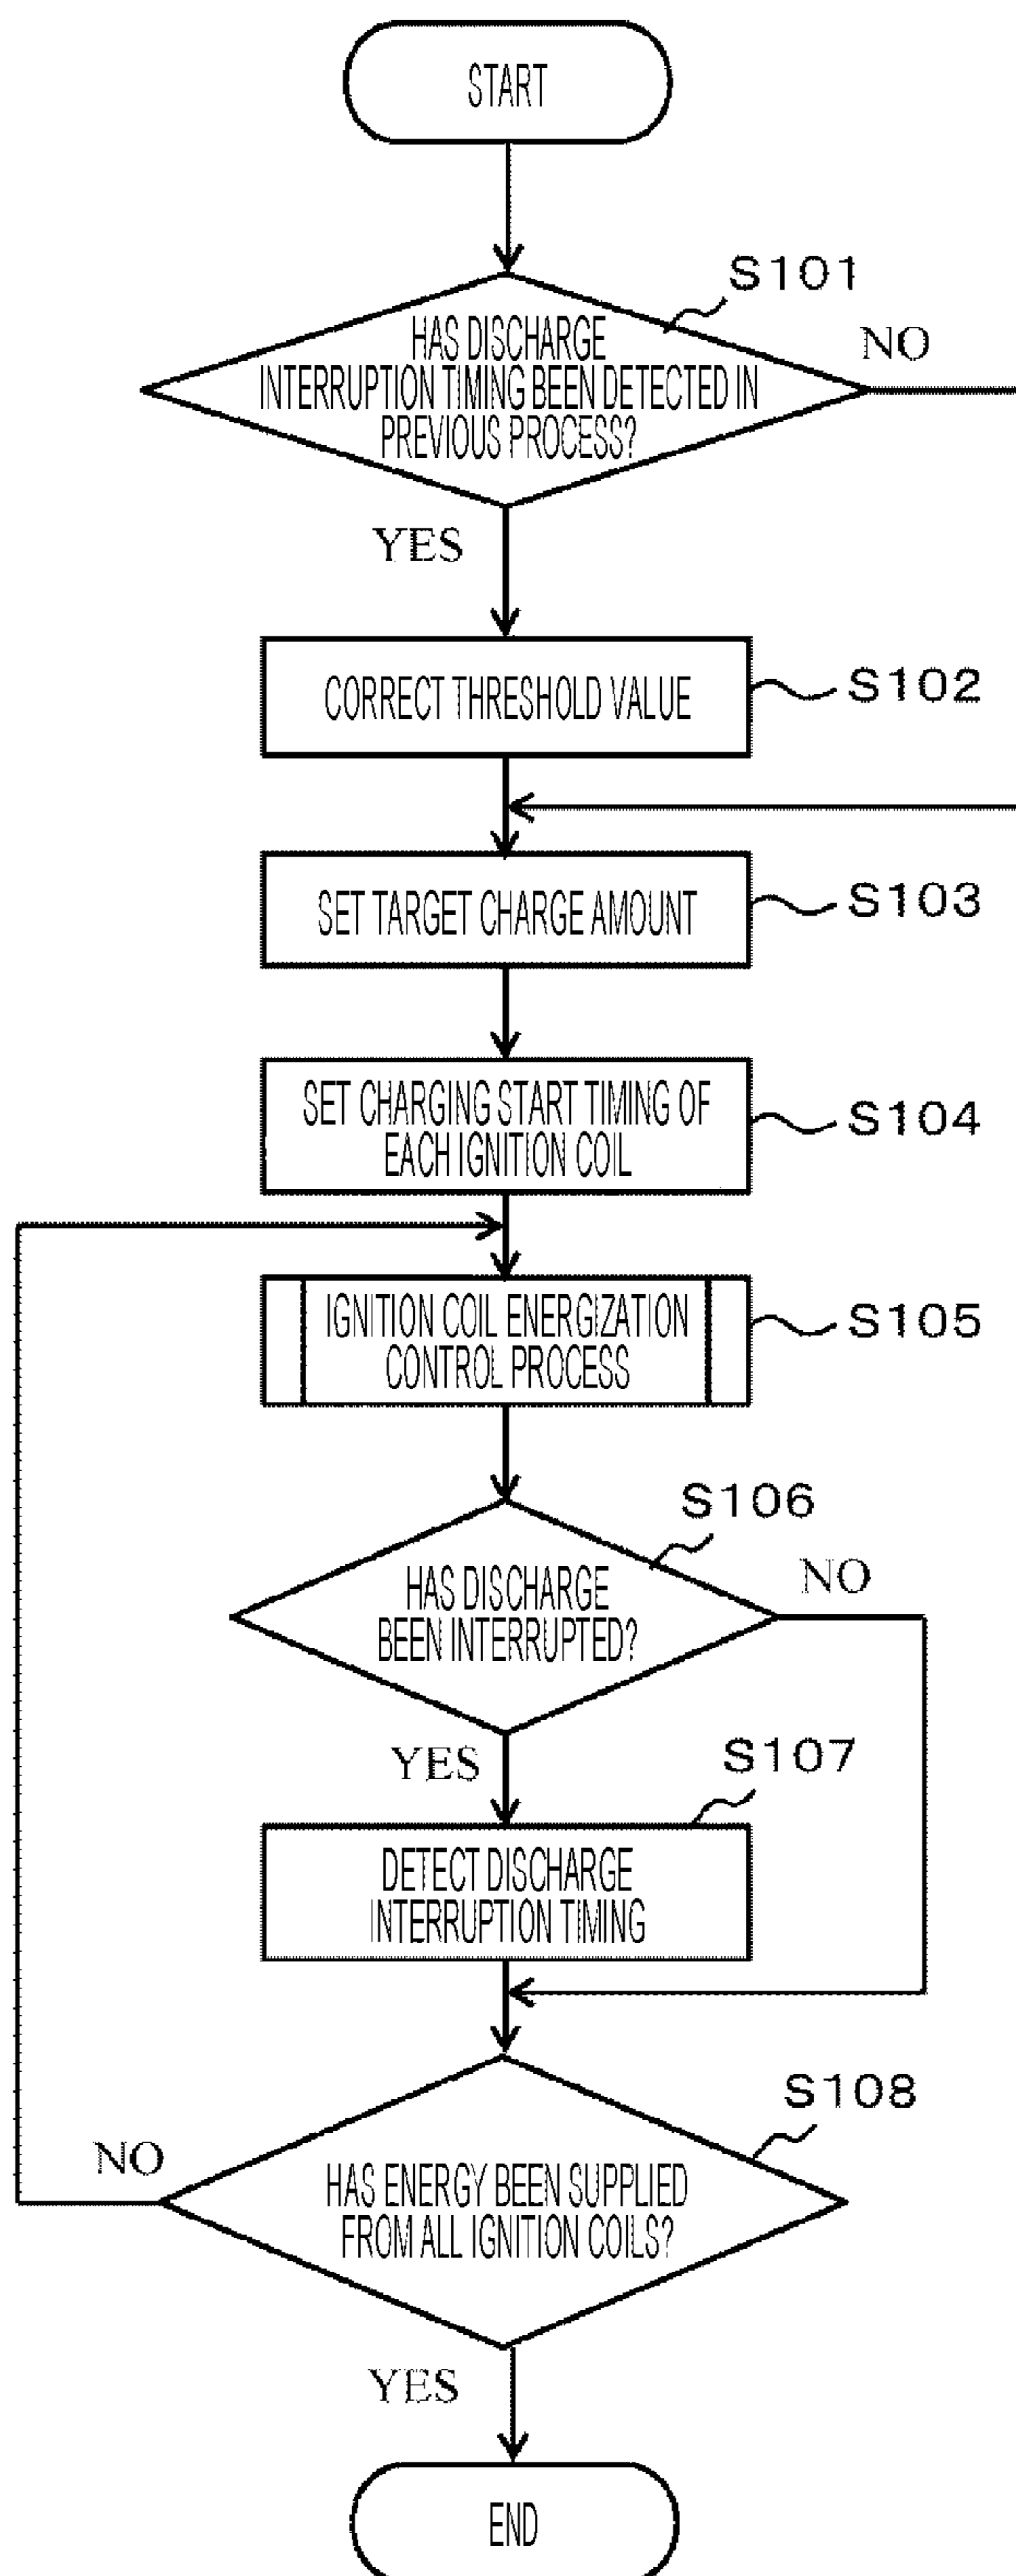 START
S101
HAS DISCHARGE
INTERRUPTION TIMING BEEN DETECTED IN
PREVIOUS PROCESS?
NO
YES
CORRECT THRESHOLD VALUE
S102
SET TARGET CHARGE AMOUNT
S103
SET CHARGING START TIMING OF
EACH IGNITION COIL
S104
IGNITION COIL ENERGIZATION
CONTROL PROCESS
S105
S106
HAS DISCHARGE
BEEN INTERRUPTED?
NO
YES
S107
DETECT DISCHARGE
INTERRUPTION TIMING
S108
NO
HAS ENERGY BEEN SUPPLIED
FROM ALL IGNITION COILS?
YES
END